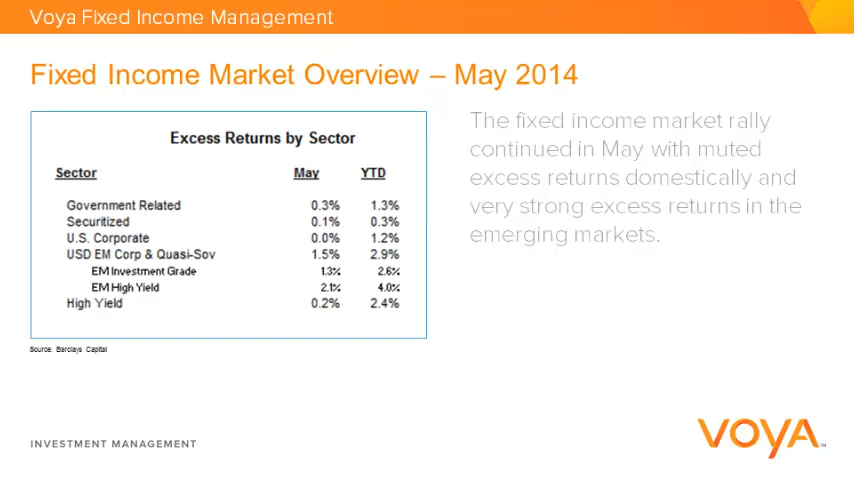 Voya Fixed Income Management
Fixed Income Market Overview – May 2014
Excess Returns by Sector
Sector May YTD
Government Related 0.3% 1.3%
Securitized 0.1% 0.3%
U.S. Corporate 0.0% 1.2%
USD EM Corp & Quasi-Sov 1.5% 2.9%
EM Investment Grade 1.3% 2.6%
EM High Yield 2.1% 4.0%
High Yield 0.2% 2.4%
Source: Barclays Capital
The fixed income market rally
continued in May with muted
excess returns domestically and
very strong excess returns in the
emerging markets.
INVESTMENT MANAGEMENT
VOYA™